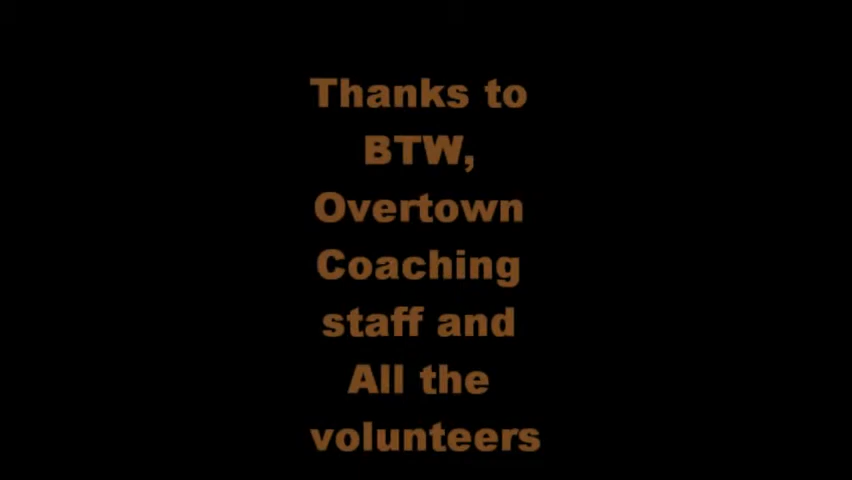 Thanks to
BTW,
Overtown
Coaching
staff and
All the
volunteers